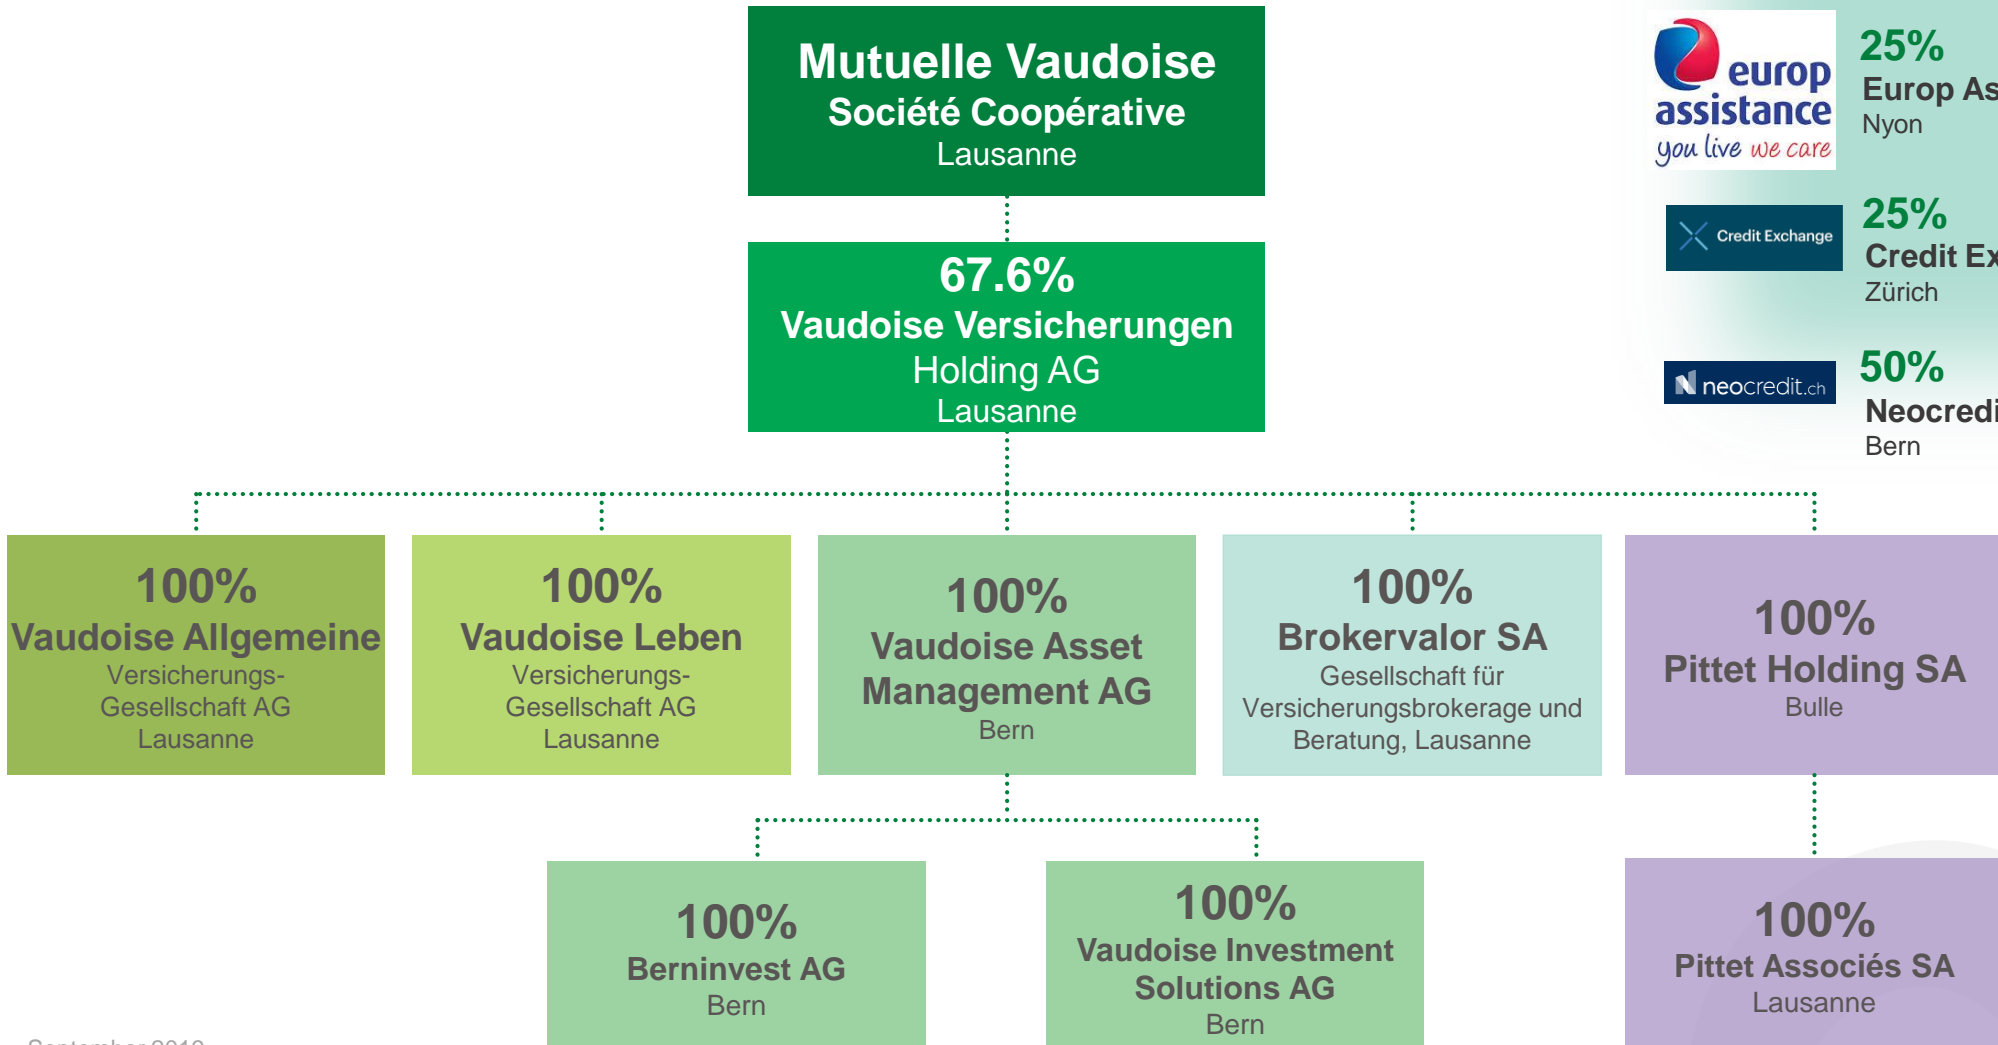 Mutuelle Vaudoise
Société Coopérative
Lausanne
europ
assistance
you live we care
25%
Europ
Nyon
Credit Exchange
25%
Credit
Zürich
neocredit.ch
50%
Bern
67.6%
Vaudoise Versicherungen
Holding AG
Lausanne
100%
Vaudoise Allgemeine
Versicherungs-
Gesellschaft AG
Lausanne
100%
Vaudoise Leben
Versicherungs-
Gesellschaft AG
Lausanne
100%
Vaudoise Asset
Management AG
Bern
100%
Brokervalor SA
Gesellschaft für
Versicherungsbrokerage und
Beratung, Lausanne
100%
Pittet Holding SA
Bulle
100%
Berninvest AG
Bern
100%
Vaudoise Investment
Solutions AG
Bern
100%
Pittet Associés SA
Lausanne